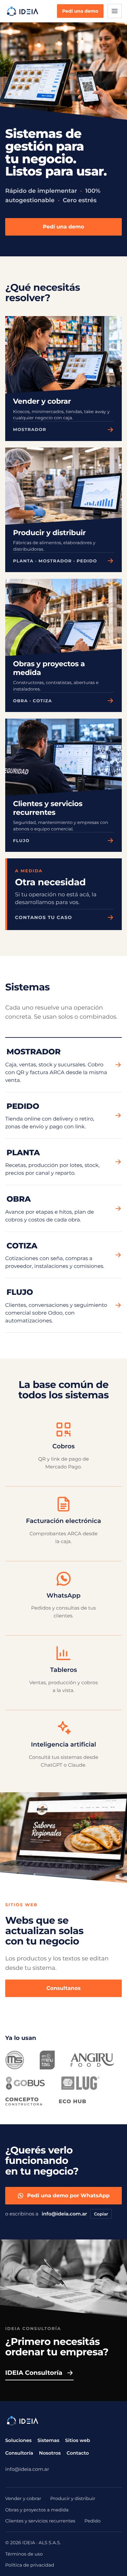 IDEIA
Pedí una demo
Sistemas de
gestión para
tu negocio.
Listos para usar.
Rápido de implementar · 100%
autogestionable · Cero estrés
Pedí una demo
¿Qué necesitás
resolver?
Vender y cobrar
Kioscos, minimercados, tiendas, take away y
cualquier negocio con caja.
MOSTRADOR
Producir y distribuir
Fábricas de alimentos, elaboradores y
distribuidoras.
PLANTA · MOSTRADOR · PEDIDO
Obras y proyectos a
medida
Constructoras, contratistas, aberturas e
instaladores.
OBRA · COTIZA
SEGURIDAD
Clientes y servicios
recurrentes
Seguridad, mantenimiento y empresas con
abonos o equipo comercial.
FLUJO
A MEDIDA
Otra necesidad
Si tu operación no está acá, la
desarrollamos para vos.
CONTANOS TU CASO
Sistemas
Cada uno resuelve una operación
concreta. Se usan solos o combinados.
MOSTRADOR
Caja, ventas, stock y sucursales. Cobro
con QR y factura ARCA desde la misma
venta.
PEDIDO
Tienda online con delivery o retiro,
zonas de envío y pago con link.
PLANTA
Recetas, producción por lotes, stock,
precios por canal y reparto.
OBRA
Avance por etapas e hitos, plan de
cobros y costos de cada obra.
COTIZA
Cotizaciones con seña, compras a
proveedor, instalaciones y comisiones.
FLUJO
Clientes, conversaciones y seguimiento
comercial sobre Odoo, con
automatizaciones.
La base común de
todos los sistemas
Cobros
QR y link de pago de
Mercado Pago.
Facturación electrónica
Comprobantes ARCA desde
la caja.
WhatsApp
Pedidos y consultas de tus
clientes.
Tableros
Ventas, producción y cobros
a la vista.
Inteligencia artificial
Consultá tus sistemas desde
ChatGPT o Claude.
Sabores
Regionales
SITIOS WEB
Webs que se
actualizan solas
con tu negocio
Los productos y los textos se editan
desde tu sistema.
Consultanos
Ya lo usan
ms
ANGIRU
FOODS
GOBUS
LUG
CONCEPTO
CONSTRUCTORA
ECO HUB
¿Querés verlo
funcionando
en tu negocio?
Pedí una demo por WhatsApp
o escribinos a info@ideia.com.ar Copiar
IDEIA CONSULTORÍA
¿Primero necesitás
ordenar tu empresa?
IDEIA Consultoría
IDEIA
Soluciones Sistemas Sitios web
Consultoría Nosotros Contacto
info@ideia.com.ar
Vender y cobrar Producir y distribuir
Obras y proyectos a medida
Clientes y servicios recurrentes Pedido
© 2026 IDEIA · ALS S.A.S.
Términos de uso
Política de privacidad